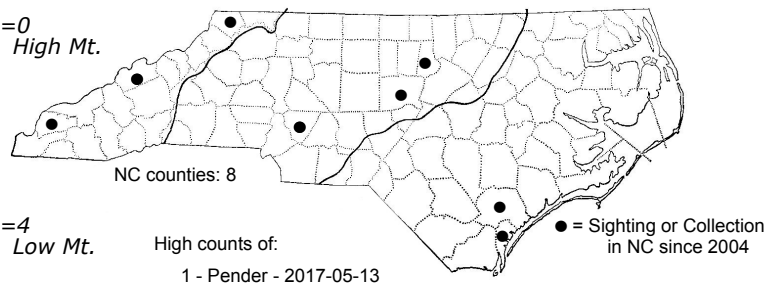 =0
High Mt.
NC counties: 8
=4
Low Mt.
High counts of:
1 - Pender - 2017-05-13
● = Sighting or Collection
in NC since 2004